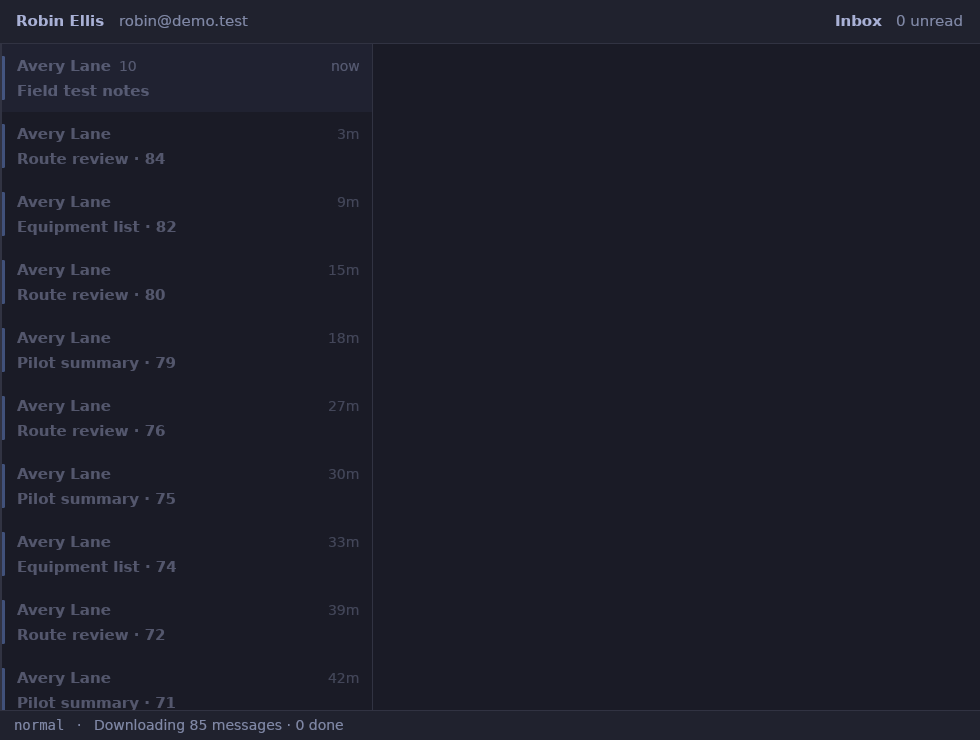 Robin Ellis robin@demo.test Inbox 0 unread
Avery Lane 10 now
Field test notes
Avery Lane 3m
Route review · 84
Avery Lane 9m
Equipment list · 82
Avery Lane 15m
Route review · 80
Avery Lane 18m
Pilot summary · 79
Avery Lane 27m
Route review · 76
Avery Lane 30m
Pilot summary · 75
Avery Lane 33m
Equipment list · 74
Avery Lane 39m
Route review · 72
Avery Lane 42m
Pilot summary · 71
normal · Downloading 85 messages · 0 done